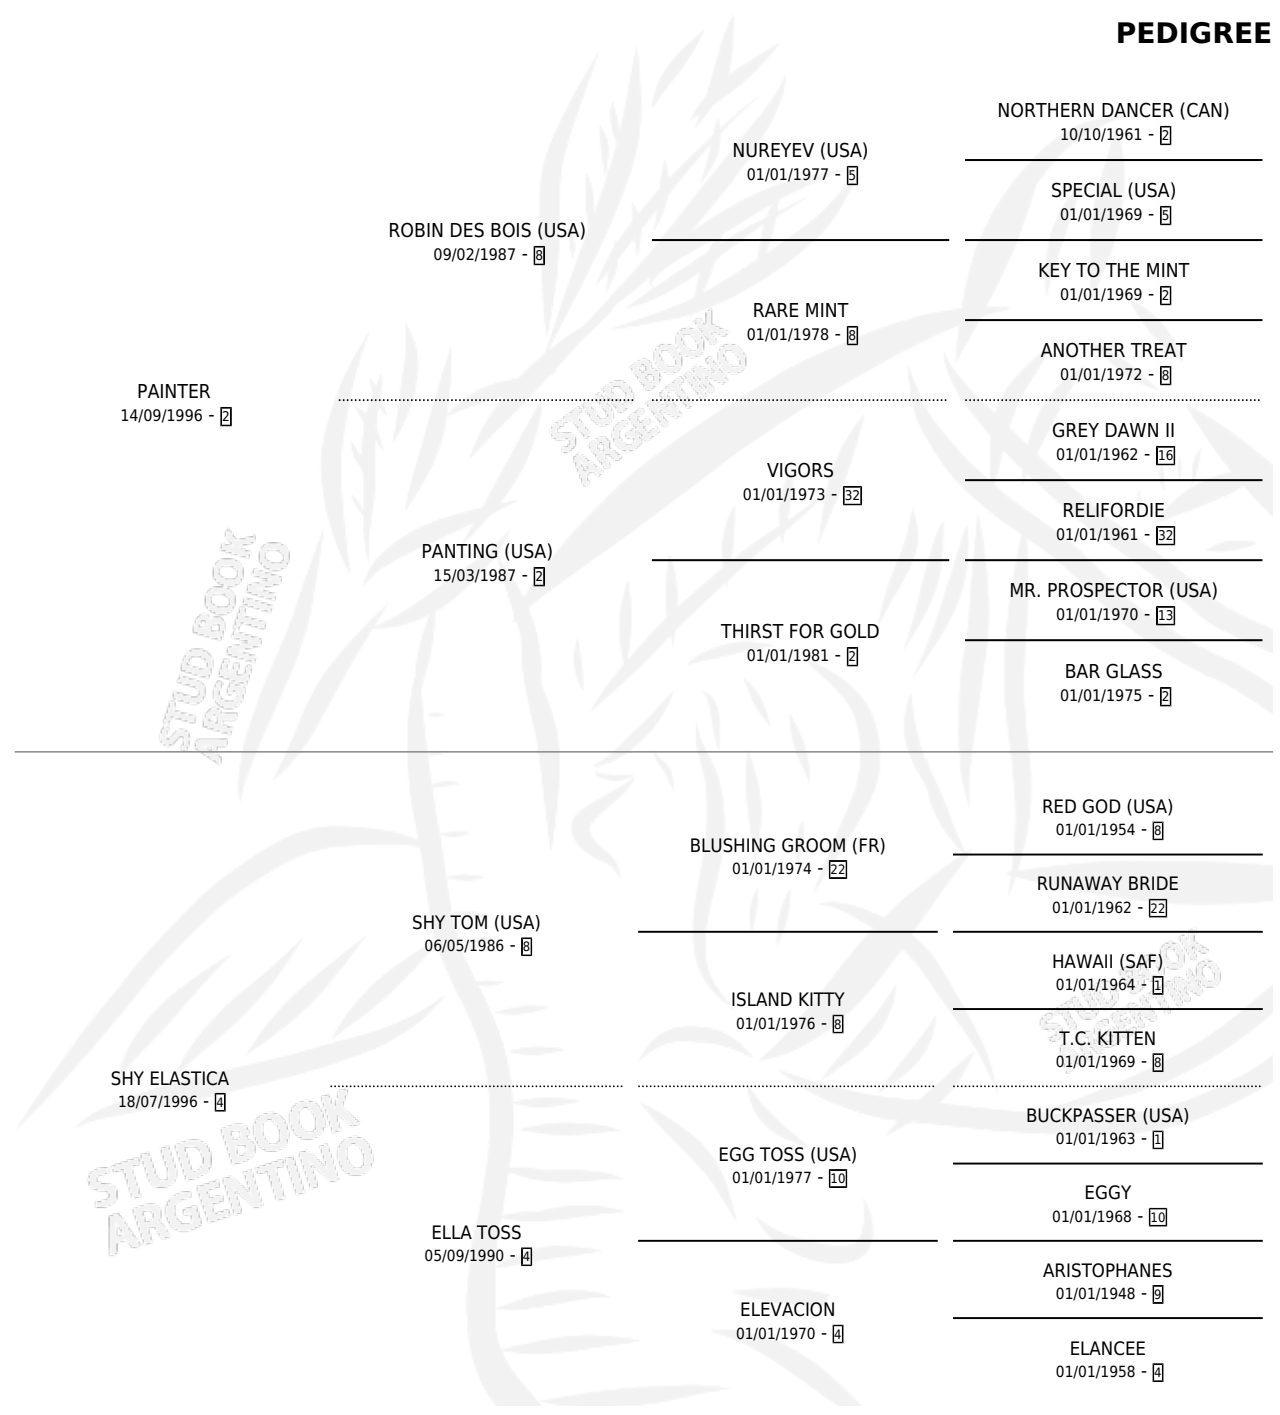 PEDIGREE
NORTHERN DANCER (CAN)
10/10/1961 - 2
NUREYEV (USA)
01/01/1977 - 5
SPECIAL (USA)
01/01/1969 - 5
ROBIN DES BOIS (USA)
09/02/1987 - 8
KEY TO THE MINT
01/01/1969 - 2
RARE MINT
01/01/1978 - 8
ANOTHER TREAT
01/01/1972 - 8
PAINTER
14/09/1996 - 2
STUD BOOK
ARGENTINO
GREY DAWN II
01/01/1962 - 16
VIGORS
01/01/1973 - 32
RELIFORDIE
01/01/1961 - 32
PANTING (USA)
15/03/1987 - 2
MR. PROSPECTOR (USA)
01/01/1970 - 13
THIRST FOR GOLD
01/01/1981 - 2
BAR GLASS
01/01/1975 - 2
STUD BOOK
ARGENTINO
RED GOD (USA)
01/01/1954 - 8
BLUSHING GROOM (FR)
01/01/1974 - 22
RUNAWAY BRIDE
01/01/1962 - 22
SHY TOM (USA)
06/05/1986 - 8
HAWAII (SAF)
01/01/1964 - 1
ISLAND KITTY
01/01/1976 - 8
STUD BOOK
ARGENTINO
T.C. KITTEN
01/01/1969 - 8
SHY ELASTICA
18/07/1996 - 4
BUCKPASSER (USA)
01/01/1963 - 1
EGG TOSS (USA)
01/01/1977 - 10
STUD BOOK
ARGENTINO
EGGY
01/01/1968 - 10
ELLA TOSS
05/09/1990 - 4
ARISTOPHANES
01/01/1948 - 9
ELEVACION
01/01/1970 - 4
ELANCEE
01/01/1958 - 4